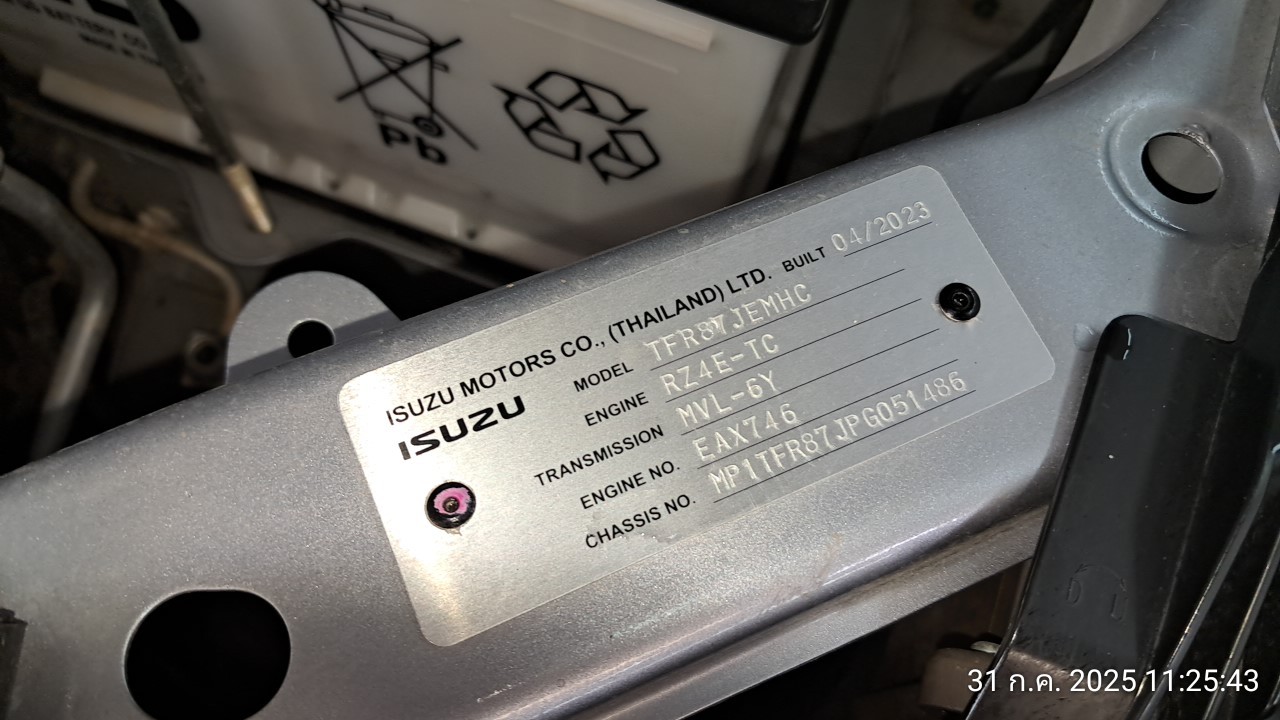 Pb
ISUZU MOTORS CO., (THAILAND) LTD. BUILT 04/2023
ISUZU
MODEL TFR87JEMHC
ENGINE RZ4E-TC
TRANSMISSION MVL-6Y
ENGINE NO. EAX746
CHASSIS NO. MP1TFR87JPG051486
31 ก.ค. 2025 11:25:43